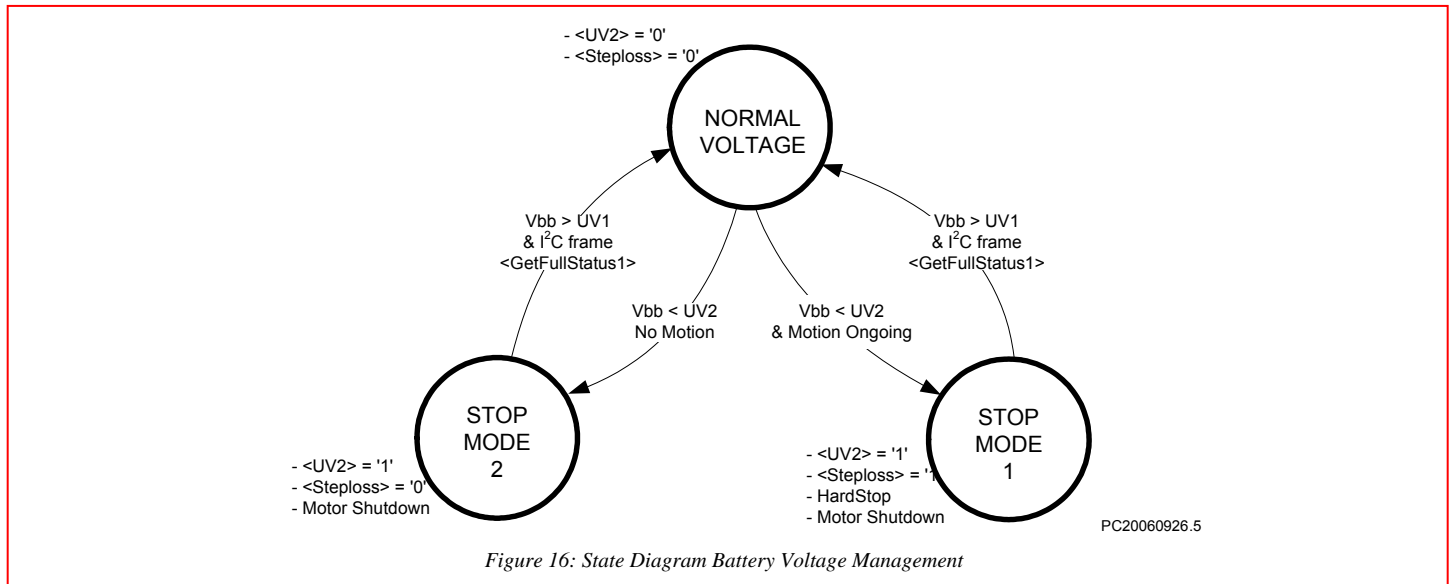 - <UV2> = '0'
- <Steploss> = '0'
NORMAL
VOLTAGE
Vbb > UV1
& I²C frame
<GetFullStatus1>
Vbb > UV1
& I²C frame
<GetFullStatus1>
Vbb < UV2
No Motion
Vbb < UV2
& Motion Ongoing
STOP
MODE
2
STOP
MODE
1
- <UV2> = '1'
- <Steploss> = '0'
- Motor Shutdown
- <UV2> = '1'
- <Steploss> = '1
- HardStop
- Motor Shutdown
PC20060926.5
Figure 16: State Diagram Battery Voltage Management